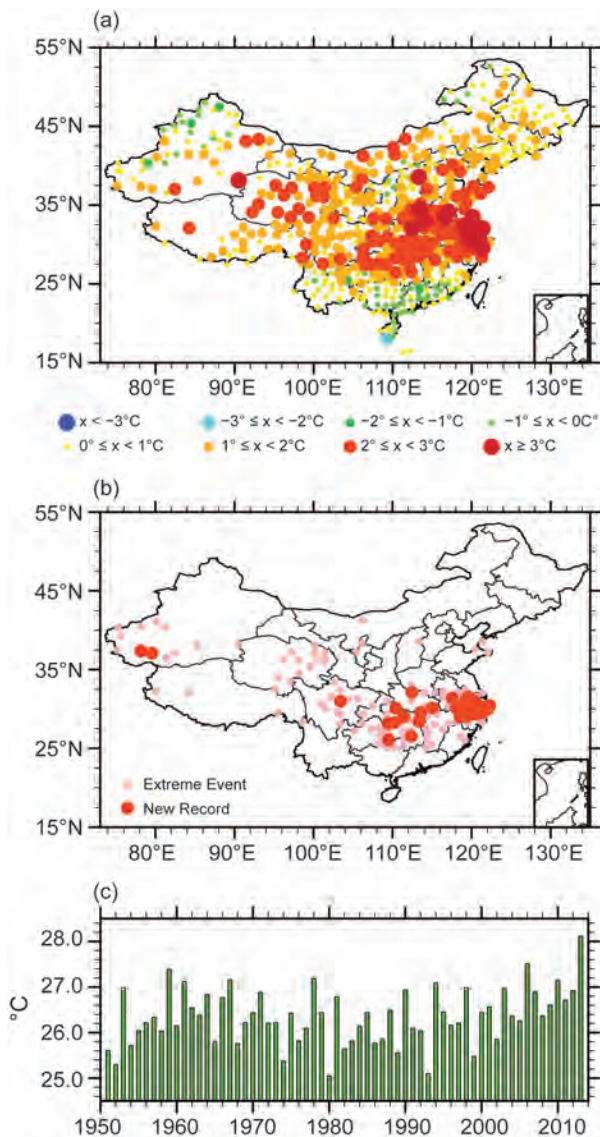 (a)
55°N
45°N
35°N
25°N
15°N
80°E 90°E 100°E 110°E 120°E 130°E
x < −3°C −3° ≤ x < −2°C −2° ≤ x < −1°C −1° ≤ x < 0C°
0° ≤ x < 1°C 1° ≤ x < 2°C 2° ≤ x < 3°C x ≥ 3°C
(b)
55°N
45°N
35°N
25°N
15°N
Extreme Event
New Record
80°E 90°E 100°E 110°E 120°E 130°E
(c)
28.0
27.0
26.0
25.0
°C
1950 1960 1970 1980 1990 2000 2010